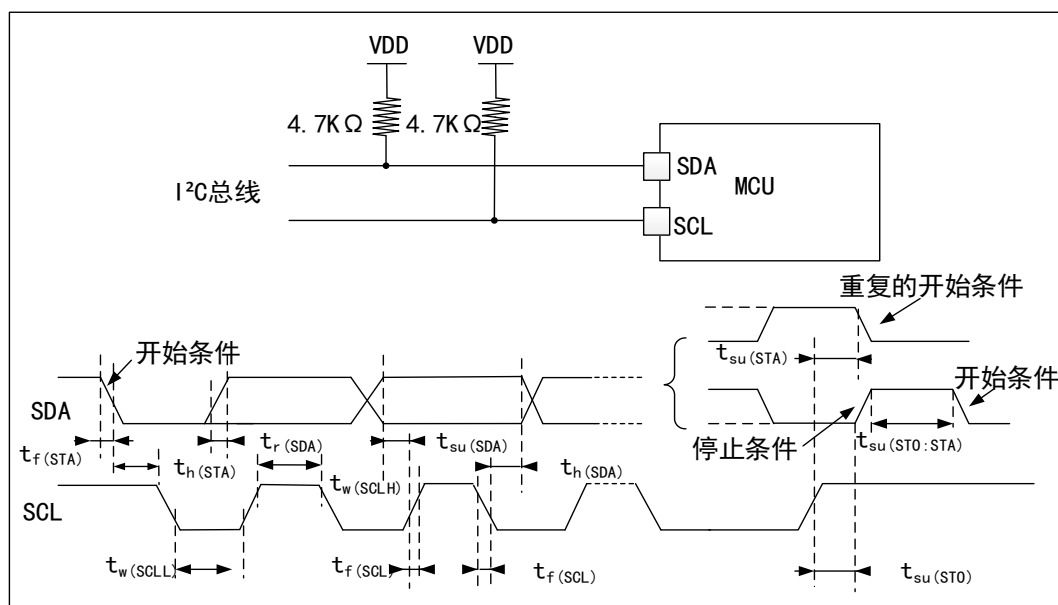 VDD VDD
4.7KΩ 4.7KΩ
SDA
MCU
I²C总线
SCL
重复的开始条件
开始条件
t_su(STA)
开始条件
SDA
停止条件
t_f(STA)
t_h(STA)
t_r(SDA)
t_su(SDA)
t_h(SDA)
t_su(STO:STA)
t_w(SCLH)
SCL
t_w(SCLL)
t_f(SCL)
t_f(SCL)
t_su(STO)